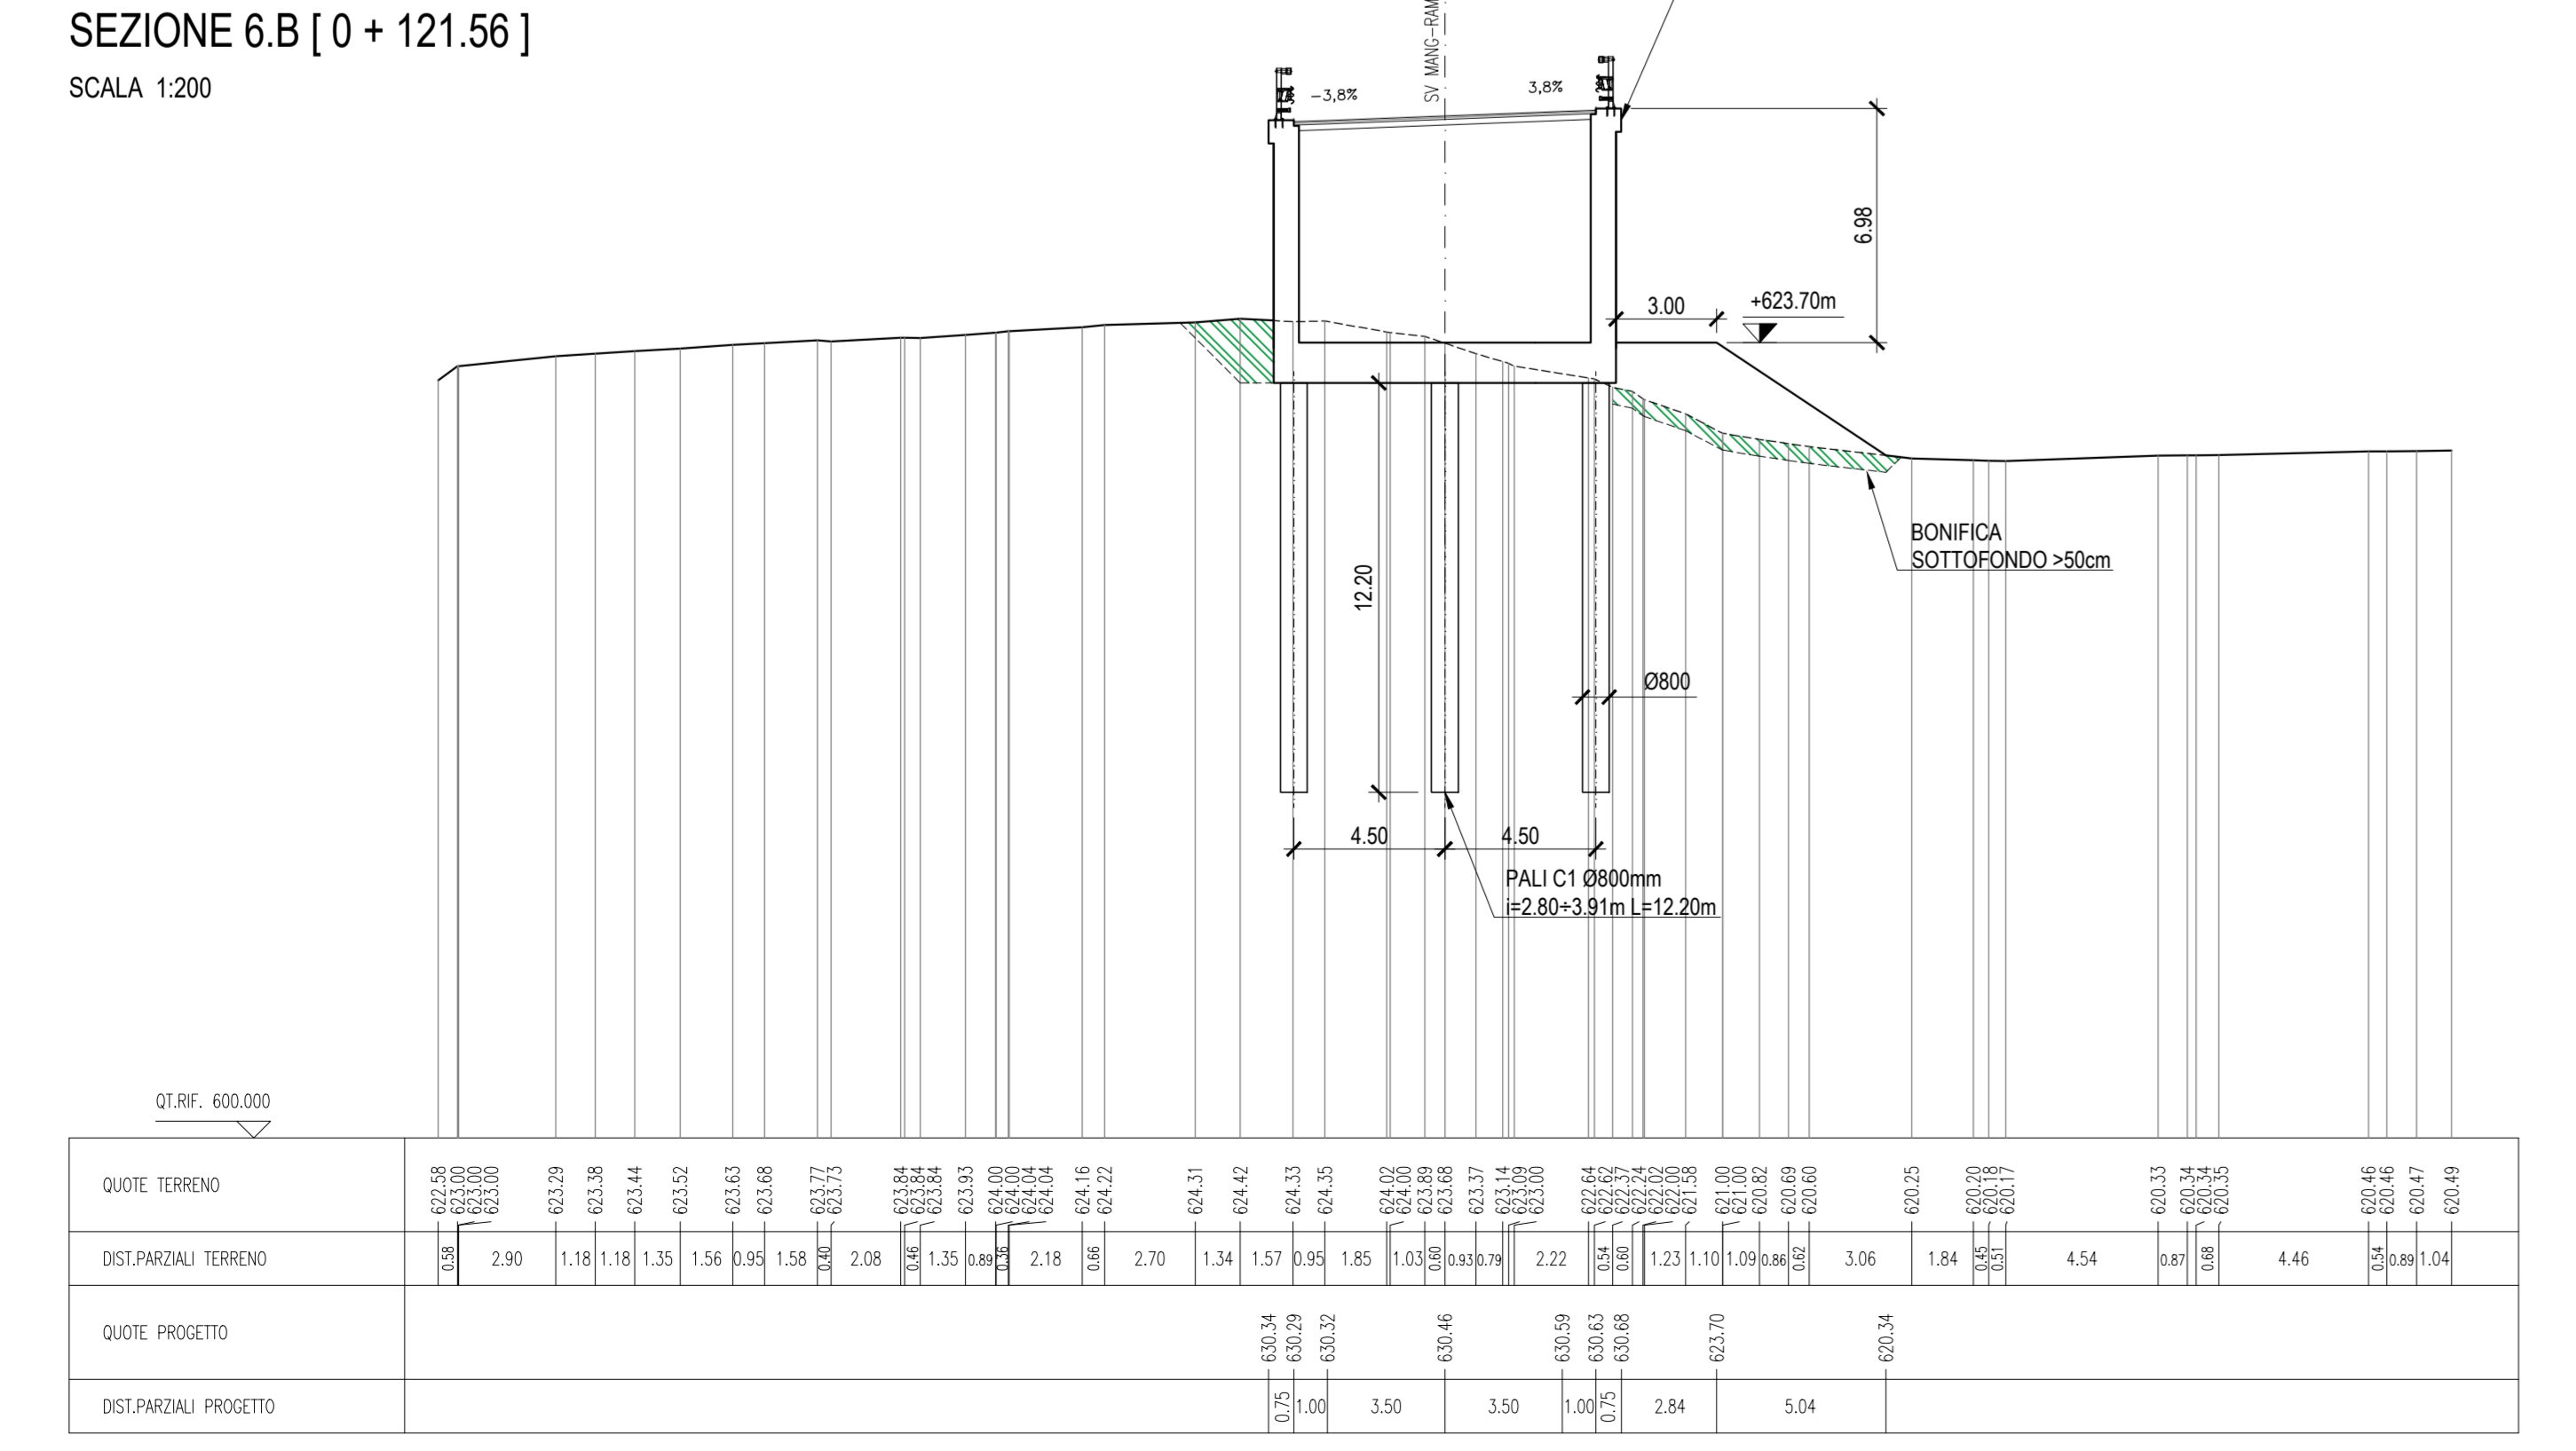 SEZIONE 6.B [ 0 + 121.56 ]
SCALA 1:200
SV MANG-RAM
-3,8%
3,8%
6.98
3.00
+623.70m
BONIFICA
SOTTOFONDO >50cm
12.20
Ø800
4.50
4.50
PALI C1 Ø800mm
i=2.80÷3.91m L=12.20m
QT.RIF. 600.000
QUOTE TERRENO
622.58 623.00 623.00 623.00 623.29 623.38 623.44 623.52 623.63 623.68 623.77 623.73 623.84 623.84 623.84 623.93 624.00 624.00 624.04 624.04 624.16 624.22 624.31 624.42 624.33 624.35 624.02 624.00 623.89 623.68 623.37 623.14 623.09 623.00 622.64 622.62 622.37 622.24 622.02 622.00 621.58 621.00 621.00 620.82 620.69 620.60 620.25 620.20 620.18 620.17 620.33 620.34 620.34 620.35 620.46 620.46 620.47 620.49
DIST.PARZIALI TERRENO
0.58 2.90 1.18 1.18 1.35 1.56 0.95 1.58 0.40 2.08 0.46 1.35 0.89 0.36 2.18 0.66 2.70 1.34 1.57 0.95 1.85 1.03 0.60 0.93 0.79 2.22 0.54 0.60 1.23 1.10 1.09 0.86 0.62 3.06 1.84 0.45 0.51 4.54 0.87 0.68 4.46 0.54 0.89 1.04
QUOTE PROGETTO
630.34 630.29 630.32 630.46 630.59 630.63 630.68 623.70 620.34
DIST.PARZIALI PROGETTO
0.75 1.00 3.50 3.50 1.00 0.75 2.84 5.04